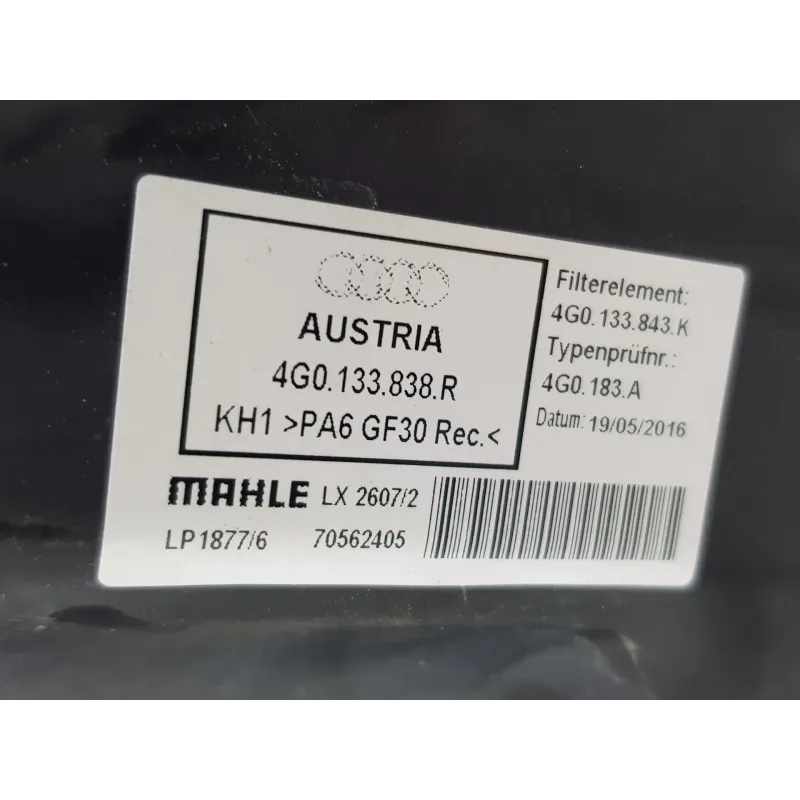 AUSTRIA
4G0.133.838.R
KH1 >PA6 GF30 Rec.<
Filterelement:
4G0.133.843.K
Typenprüfnr.:
4G0.183.A
Datum: 19/05/2016
MAHLE LX 2607/2
LP1877/6 70562405